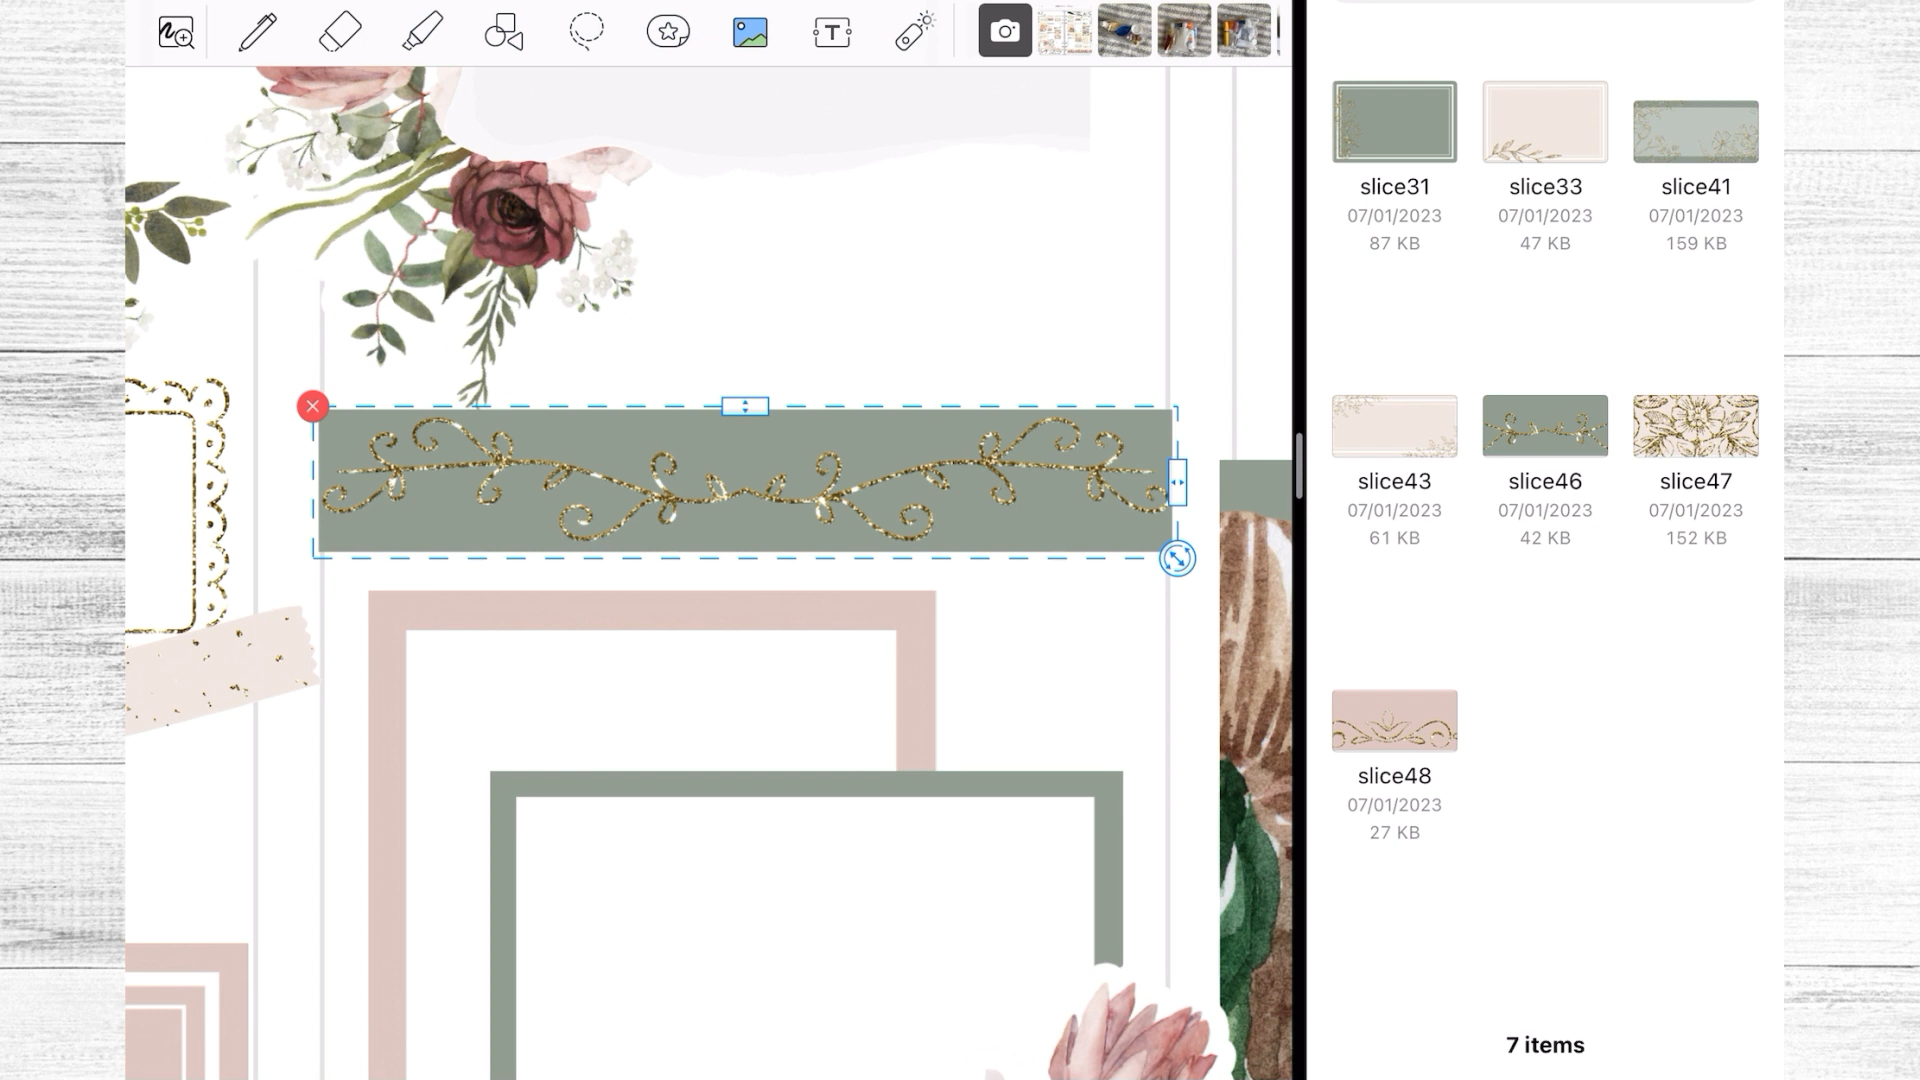 T
slice31
07/01/2023
87 KB
slice33
07/01/2023
47 KB
slice41
07/01/2023
159 KB
slice43
07/01/2023
61 KB
slice46
07/01/2023
42 KB
slice47
07/01/2023
152 KB
slice48
07/01/2023
27 KB
7 items